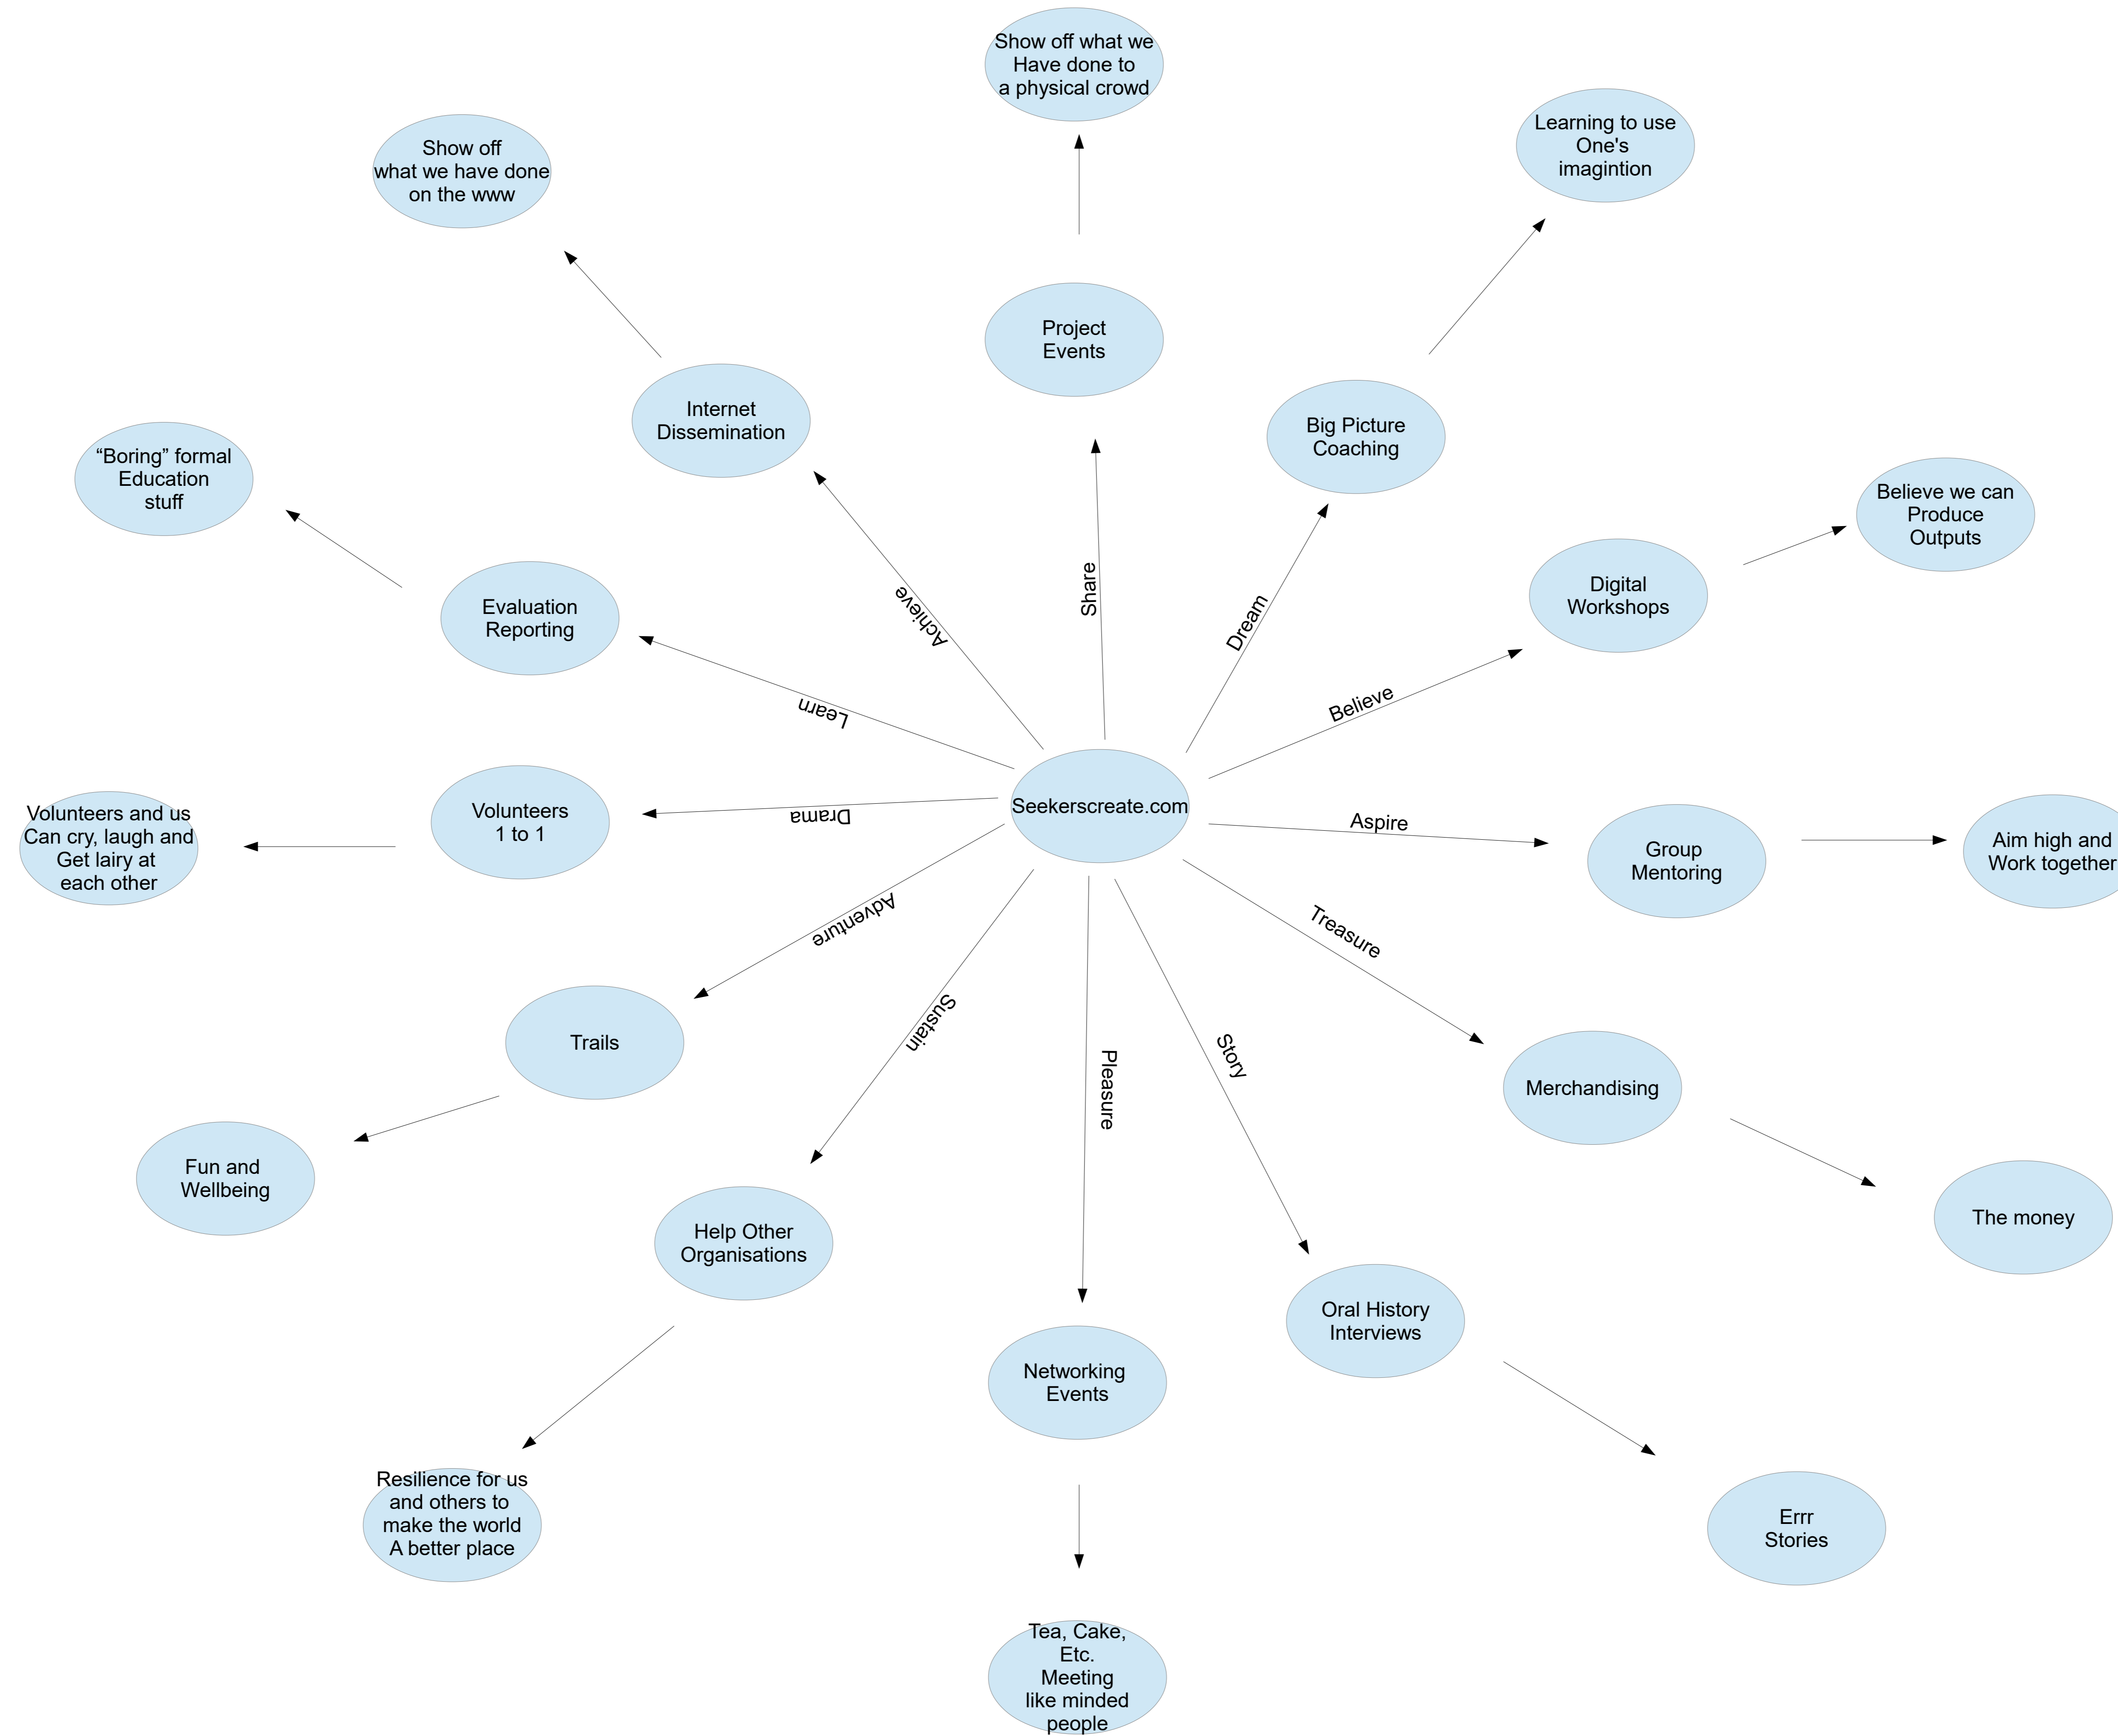 Show off what we
Have done to
a physical crowd
Learning to use
One's
imagintion
Show off
what we have done
on the www
Project
Events
Internet
Dissemination
Big Picture
Coaching
“Boring” formal
Education
stuff
Believe we can
Produce
Outputs
Evaluation
Reporting
Digital
Workshops
Share
Achieve
Dream
Believe
Learn
Volunteers
1 to 1
Drama
Seekerscreate.com
Aspire
Group
Mentoring
Aim high and
Work together
Volunteers and us
Can cry, laugh and
Get lairy at
each other
Adventure
Treasure
Trails
Sustain
Pleasure
Story
Merchandising
Fun and
Wellbeing
The money
Help Other
Organisations
Oral History
Interviews
Networking
Events
Resilience for us
and others to
make the world
A better place
Errr
Stories
Tea, Cake,
Etc.
Meeting
like minded
people